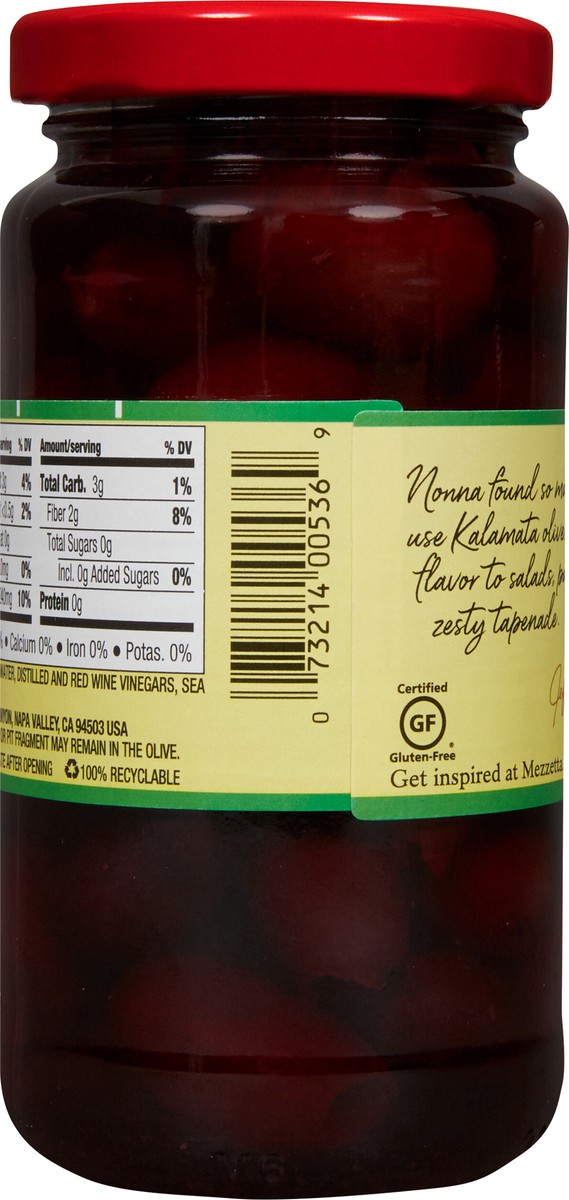 % DV Amount/serving % DV
4% Total Carb. 3g 1%
2% Fiber 2g 8%
0g Total Sugars 0g
0% Incl. 0g Added Sugars 0%
10% Protein 0g
• Calcium 0% • Iron 0% • Potas. 0%
WATER, DISTILLED AND RED WINE VINEGARS, SEA
NAPA VALLEY, CA 94503 USA
OR PIT FRAGMENT MAY REMAIN IN THE OLIVE.
AFTER OPENING 100% RECYCLABLE
0 73214 00536 9
Nonna found so
use Kalamata
flavor to salads,
zesty tapenade.
Certified
GF
®
Gluten-Free
Get inspired at Mezzetta.